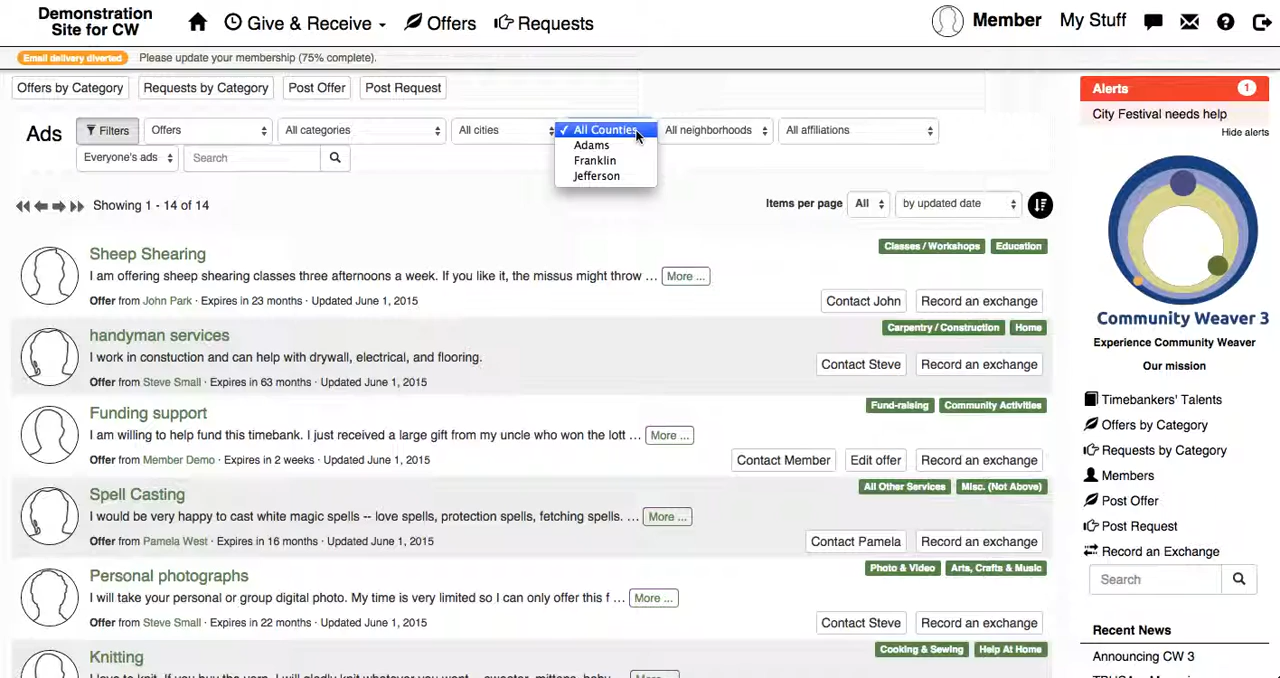 Demonstration
Site for CW
Give & Receive
Offers
Requests
Member
My Stuff
Email delivery diverted
Please update your membership (75% complete).
Offers by Category
Requests by Category
Post Offer
Post Request
Ads
Filters
Offers
All categories
All cities
✓ All Counties
Adams
Franklin
Jefferson
All neighborhoods
All affiliations
Everyone's ads
Search
Showing 1 - 14 of 14
Items per page
All
by updated date
Sheep Shearing
Classes / Workshops
Education
I am offering sheep shearing classes three afternoons a week. If you like it, the missus might throw ...
More ...
Offer from John Park · Expires in 23 months · Updated June 1, 2015
Contact John
Record an exchange
handyman services
Carpentry / Construction
Home
I work in constuction and can help with drywall, electrical, and flooring.
Offer from Steve Small · Expires in 63 months · Updated June 1, 2015
Contact Steve
Record an exchange
Funding support
Fund-raising
Community Activities
I am willing to help fund this timebank. I just received a large gift from my uncle who won the lott ...
More ...
Offer from Member Demo · Expires in 2 weeks · Updated June 1, 2015
Contact Member
Edit offer
Record an exchange
Spell Casting
All Other Services
Misc. (Not Above)
I would be very happy to cast white magic spells -- love spells, protection spells, fetching spells. ...
More ...
Offer from Pamela West · Expires in 16 months · Updated June 1, 2015
Contact Pamela
Record an exchange
Personal photographs
Photo & Video
Arts, Crafts & Music
I will take your personal or group digital photo. My time is very limited so I can only offer this f ...
More ...
Offer from Steve Small · Expires in 22 months · Updated June 1, 2015
Contact Steve
Record an exchange
Knitting
Cooking & Sewing
Help At Home
Alerts
1
City Festival needs help
Hide alerts
Community Weaver 3
Experience Community Weaver
Our mission
Timebankers' Talents
Offers by Category
Requests by Category
Members
Post Offer
Post Request
Record an Exchange
Search
Recent News
Announcing CW 3